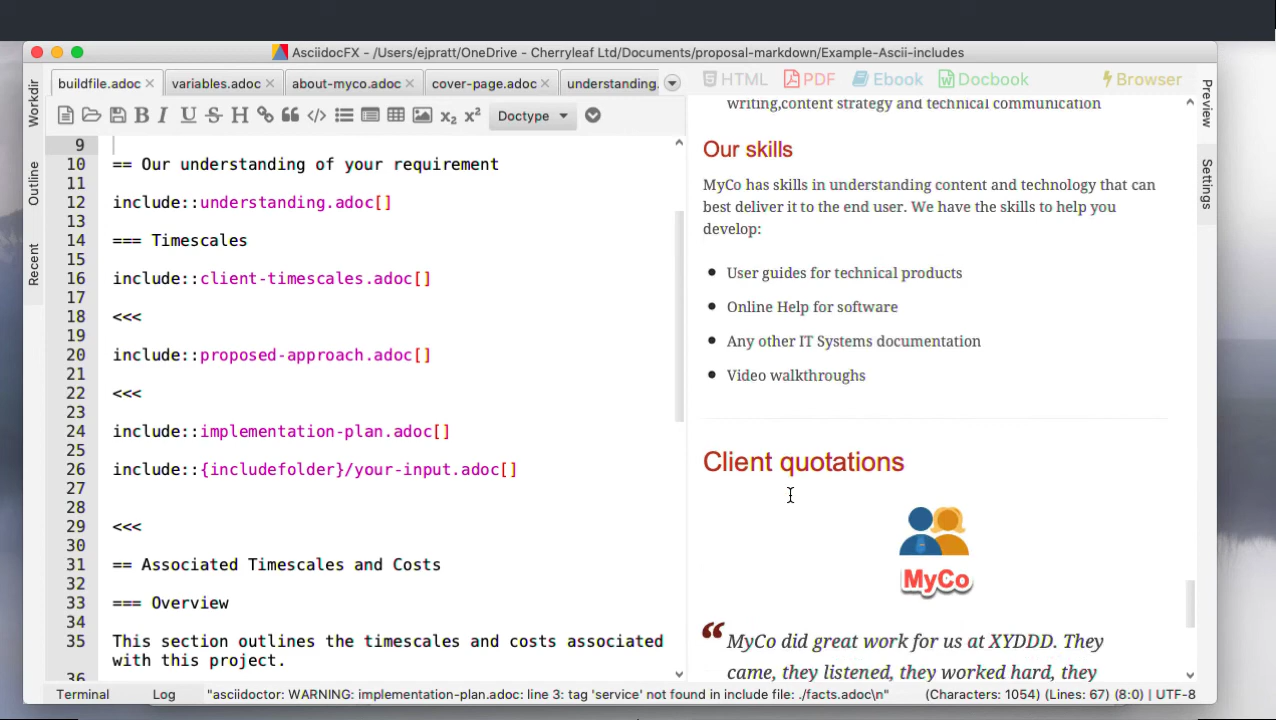 AsciidocFX - /Users/ejpratt/OneDrive - Cherryleaf Ltd/Documents/proposal-markdown/Example-Ascii-includes
Workdir
Outline
Recent
buildfile.adoc
variables.adoc
about-myco.adoc
cover-page.adoc
understanding.
HTML
PDF
Ebook
Docbook
Browser
Preview
Settings
B I U S H x₂ x²
Doctype
9
10 == Our understanding of your requirement
11
12 include::understanding.adoc[]
13
14 === Timescales
15
16 include::client-timescales.adoc[]
17
18 <<<
19
20 include::proposed-approach.adoc[]
21
22 <<<
23
24 include::implementation-plan.adoc[]
25
26 include::{includefolder}/your-input.adoc[]
27
28
29 <<<
30
31 == Associated Timescales and Costs
32
33 === Overview
34
35 This section outlines the timescales and costs associated
with this project.
36
writing,content strategy and technical communication
Our skills
MyCo has skills in understanding content and technology that can
best deliver it to the end user. We have the skills to help you
develop:
User guides for technical products
Online Help for software
Any other IT Systems documentation
Video walkthroughs
Client quotations
MyCo
“ MyCo did great work for us at XYDDD. They
came, they listened, they worked hard, they
Terminal
Log
"asciidoctor: WARNING: implementation-plan.adoc: line 3: tag 'service' not found in include file: ./facts.adoc\n"
(Characters: 1054) (Lines: 67) (8:0) | UTF-8